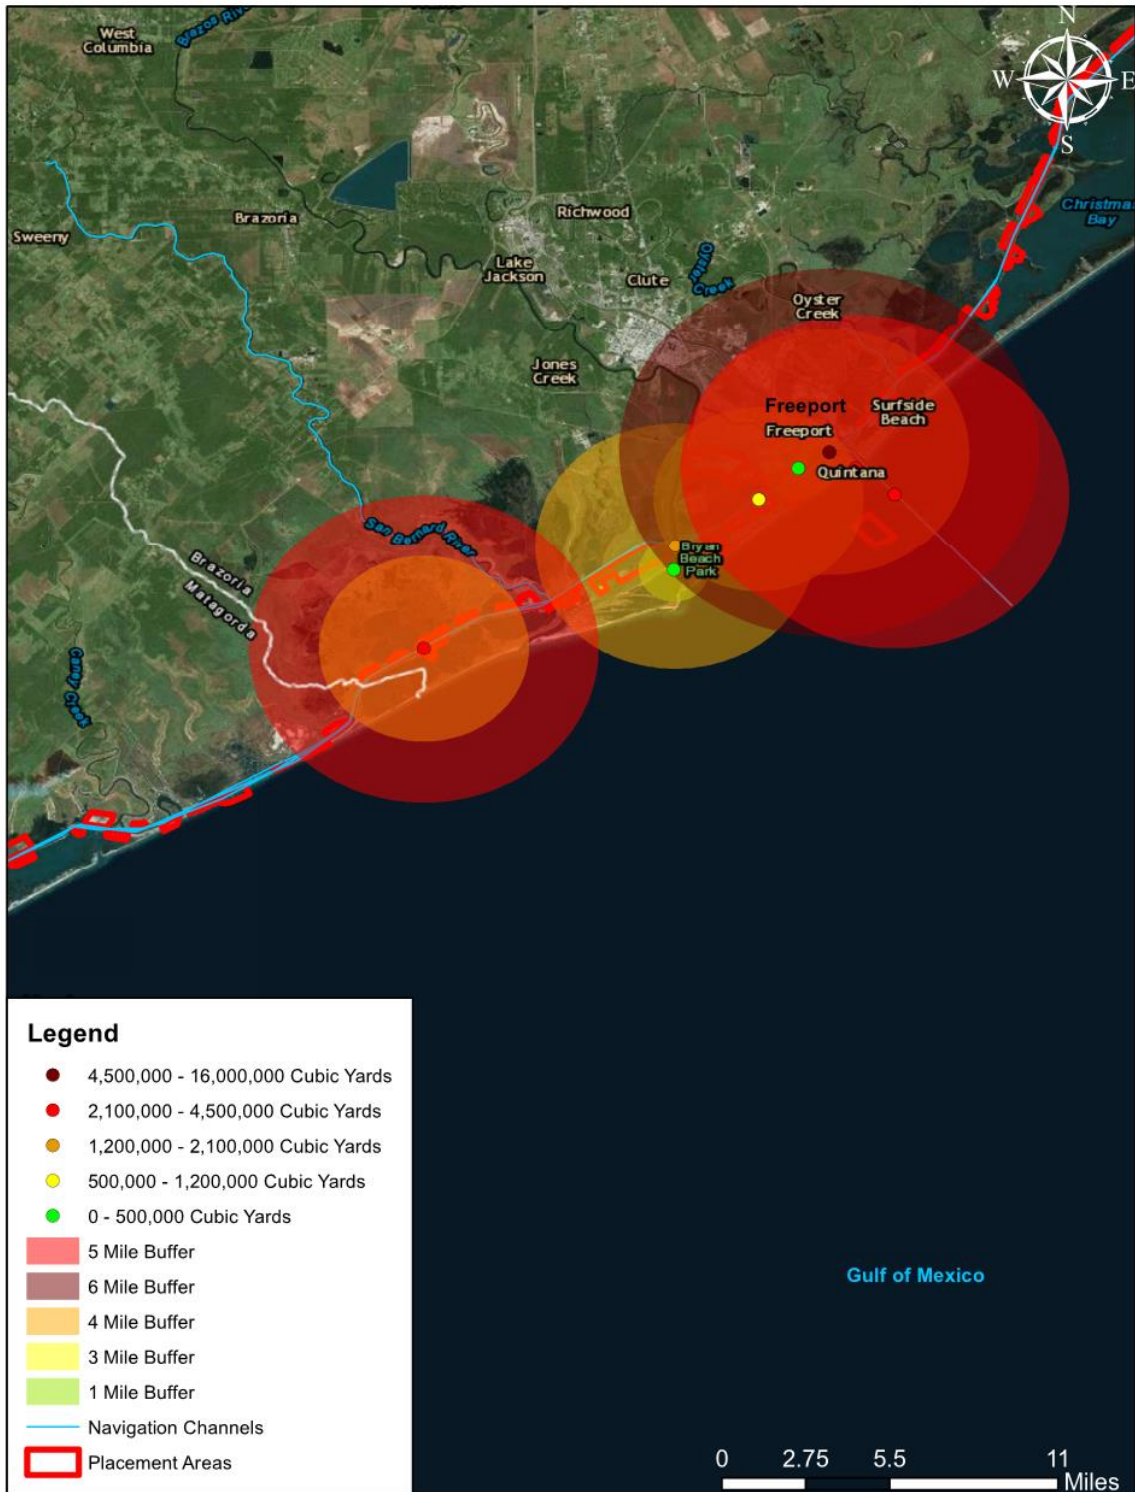 West
Columbia
Brazos River
N
W
E
S
Christmas
Bay
Brazoria
Richwood
Sweeny
Lake
Jackson
Clute
Oyster
Creek
Oyster
Creek
Jones
Creek
Freeport
Surfside
Beach
Freeport
Quintana
San Bernard River
Bryan
Beach
Park
Brazoria
Matagorda
Caney Creek
Legend
4,500,000 - 16,000,000 Cubic Yards
2,100,000 - 4,500,000 Cubic Yards
1,200,000 - 2,100,000 Cubic Yards
500,000 - 1,200,000 Cubic Yards
0 - 500,000 Cubic Yards
5 Mile Buffer
6 Mile Buffer
4 Mile Buffer
3 Mile Buffer
1 Mile Buffer
Navigation Channels
Placement Areas
Gulf of Mexico
0 2.75 5.5 11
Miles